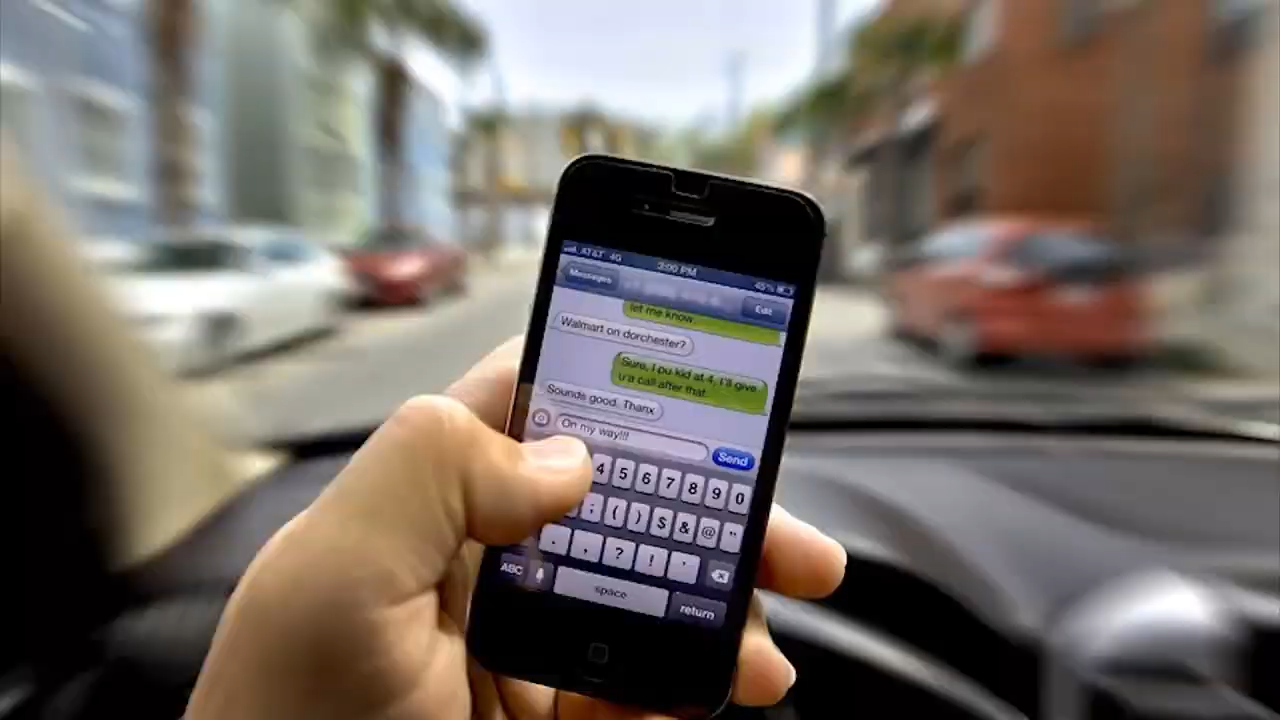 AT&T 4G 3:00 PM 45%
Messages Edit
let me know.
Walmart on dorchester?
Sure, I pu kid at 4, I'll give
u a call after that.
Sounds good. Thanx
On my way!!!
Send
4 5 6 7 8 9 0
; ( ) $ & @ "
. , ? ! '
ABC space return